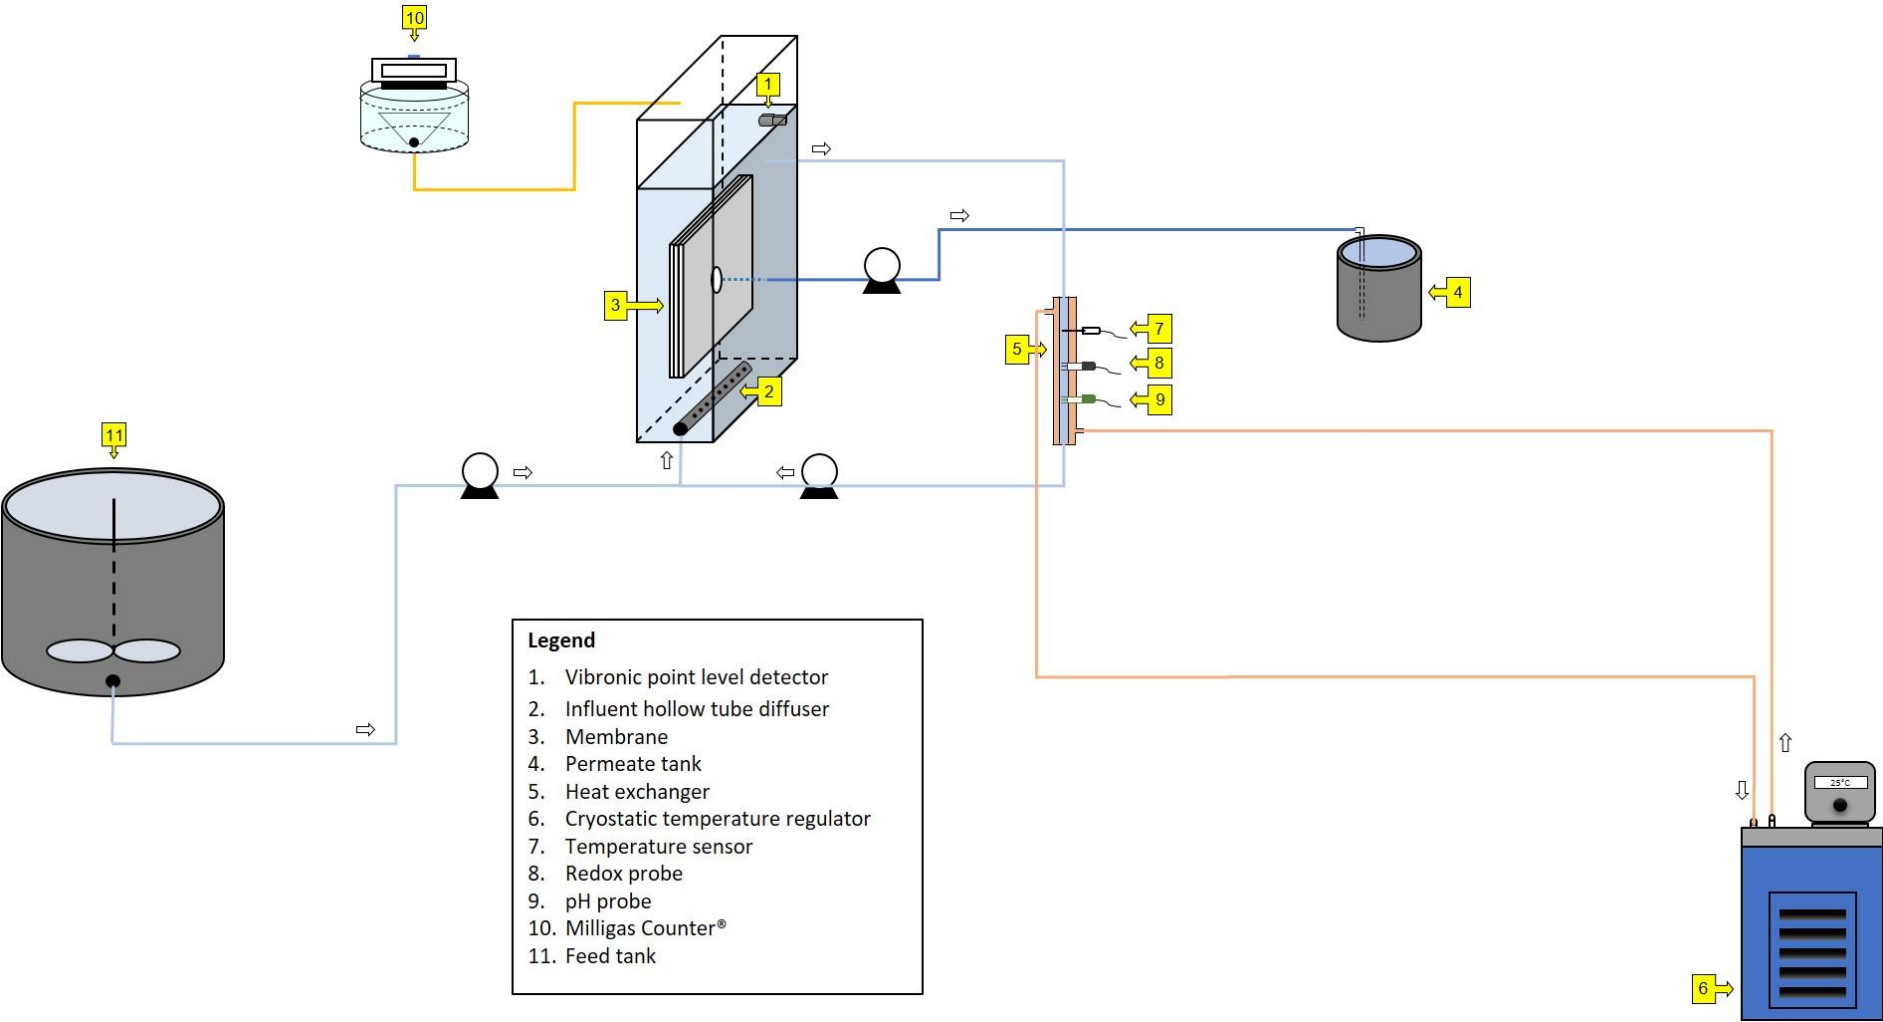 10
1
3
4
7
5
8
9
2
11
Legend
1. Vibronic point level detector
2. Influent hollow tube diffuser
3. Membrane
4. Permeate tank
5. Heat exchanger
6. Cryostatic temperature regulator
7. Temperature sensor
8. Redox probe
9. pH probe
10. Milligas Counter®
11. Feed tank
25°C
6